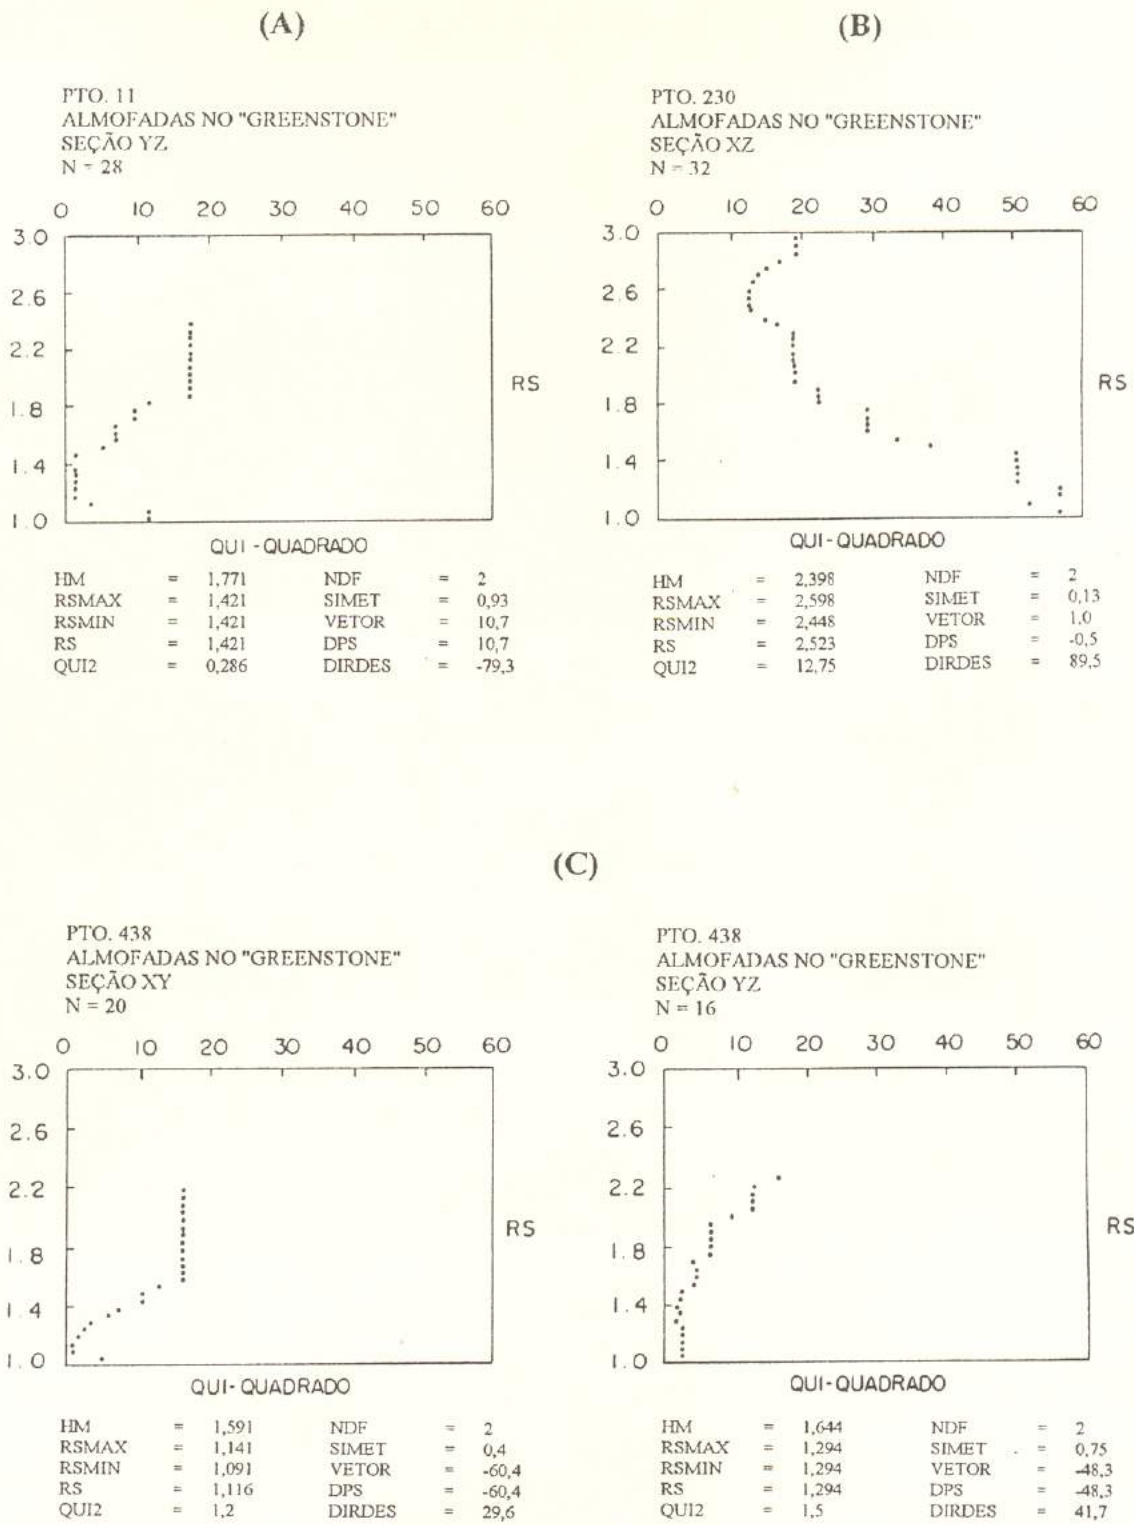 (A)
PTO. 11
ALMOFADAS NO "GREENSTONE"
SEÇÃO YZ
N = 28
0 10 20 30 40 50 60
3.0
2.6
2.2
1.8
1.4
1.0
RS
QUI-QUADRADO
HM = 1,771 NDF = 2
RSMAX = 1,421 SIMET = 0,93
RSMIN = 1,421 VETOR = 10,7
RS = 1,421 DPS = 10,7
QUI2 = 0,286 DIRDES = -79,3
(B)
PTO. 230
ALMOFADAS NO "GREENSTONE"
SEÇÃO XZ
N = 32
0 10 20 30 40 50 60
3.0
2.6
2.2
1.8
1.4
1.0
RS
QUI-QUADRADO
HM = 2,398 NDF = 2
RSMAX = 2,598 SIMET = 0,13
RSMIN = 2,448 VETOR = 1,0
RS = 2,523 DPS = -0,5
QUI2 = 12,75 DIRDES = 89,5
(C)
PTO. 438
ALMOFADAS NO "GREENSTONE"
SEÇÃO XY
N = 20
0 10 20 30 40 50 60
3.0
2.6
2.2
1.8
1.4
1.0
RS
QUI-QUADRADO
HM = 1,591 NDF = 2
RSMAX = 1,141 SIMET = 0,4
RSMIN = 1,091 VETOR = -60,4
RS = 1,116 DPS = -60,4
QUI2 = 1,2 DIRDES = 29,6
PTO. 438
ALMOFADAS NO "GREENSTONE"
SEÇÃO YZ
N = 16
0 10 20 30 40 50 60
3.0
2.6
2.2
1.8
1.4
1.0
RS
QUI-QUADRADO
HM = 1,644 NDF = 2
RSMAX = 1,294 SIMET = 0,75
RSMIN = 1,294 VETOR = -48,3
RS = 1,294 DPS = -48,3
QUI2 = 1,5 DIRDES = 41,7